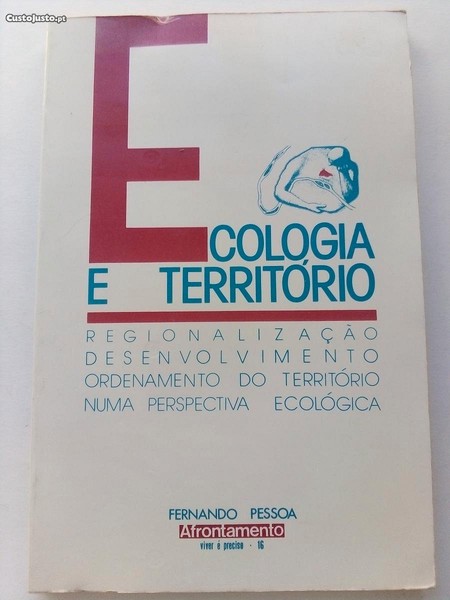 CustoJusto.pt
ECOLOGIA
E TERRITÓRIO
REGIONALIZAÇÃO
DESENVOLVIMENTO
ORDENAMENTO DO TERRITÓRIO
NUMA PERSPECTIVA ECOLÓGICA
FERNANDO PESSOA
Afrontamento
viver é preciso · 16